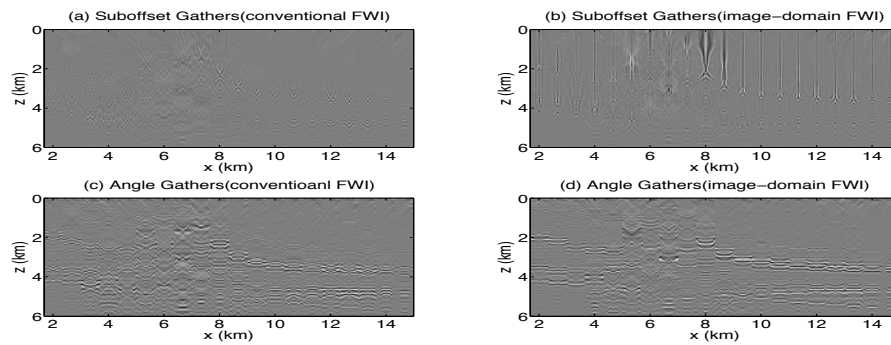 (a) Suboffset Gathers(conventional FWI)
0
2
4
6
z (km)
2 4 6 8 10 12 14
x (km)
(b) Suboffset Gathers(image−domain FWI)
0
2
4
6
z (km)
2 4 6 8 10 12 14
x (km)
(c) Angle Gathers(conventioanl FWI)
0
2
4
6
z (km)
2 4 6 8 10 12 14
x (km)
(d) Angle Gathers(image−domain FWI)
0
2
4
6
z (km)
2 4 6 8 10 12 14
x (km)